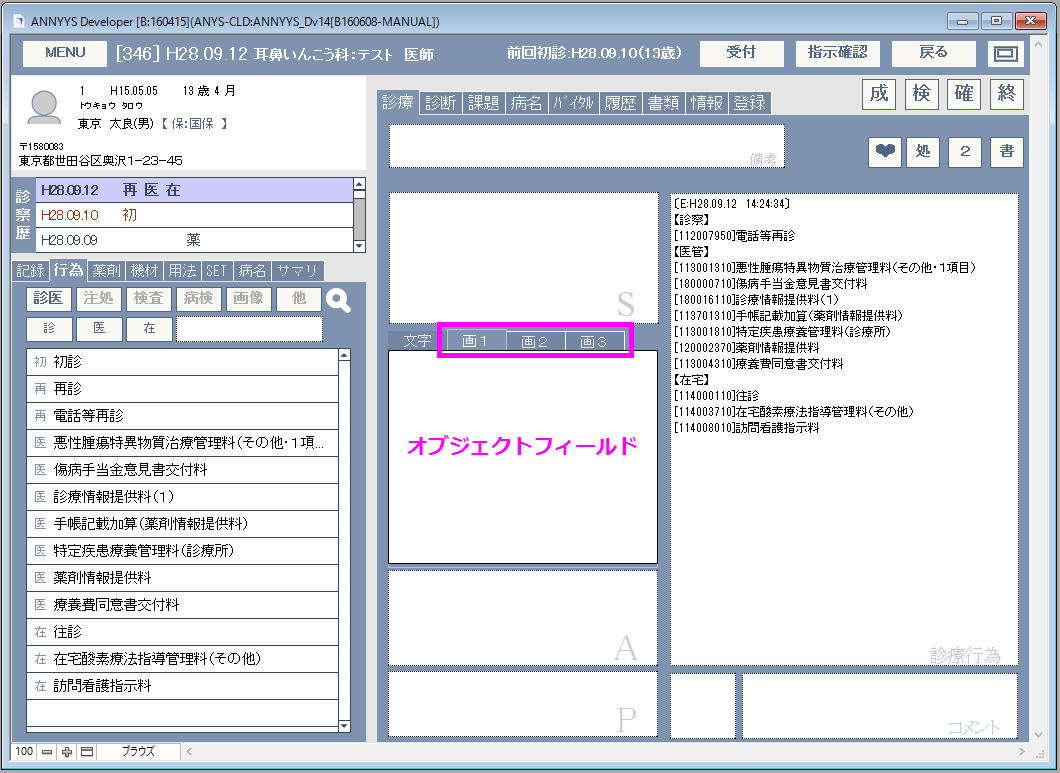 ANNYYS Developer [B:160415](ANYS-CLD:ANNYYS_Dv14[B160608-MANUAL])
MENU
[346] H28.09.12 耳鼻いんこう科:テスト 医師
前回初診:H28.09.10(13歳)
受付
指示確認
戻る
1 H15.05.05 13 歳 4 月
トウキョウ タロウ
東京 太良(男) 【 保:国保 】
〒1580083
東京都世田谷区奥沢1-23-45
診察歴
H28.09.12 再 医 在
H28.09.10 初
H28.09.09 薬
記録 行為 薬剤 機材 用法 SET 病名 サマリ
診医 注処 検査 病検 画像 他
診 医 在
初 初診
再 再診
再 電話等再診
医 悪性腫瘍特異物質治療管理料(その他・1項...
医 傷病手当金意見書交付料
医 診療情報提供料(1)
医 手帳記載加算(薬剤情報提供料)
医 特定疾患療養管理料(診療所)
医 薬剤情報提供料
医 療養費同意書交付料
在 往診
在 在宅酸素療法指導管理料(その他)
在 訪問看護指示料
診療 診断 課題 病名 バイタル 履歴 書類 情報 登録
成 検 確 終
備考
処 2 書
S
文字 画1 画2 画3
オブジェクトフィールド
A
P
[E:H28.09.12 14:24:34]
【診察】
[112007950]電話等再診
【医管】
[113001310]悪性腫瘍特異物質治療管理料(その他・1項目)
[180000710]傷病手当金意見書交付料
[180016110]診療情報提供料(1)
[113701310]手帳記載加算(薬剤情報提供料)
[113001810]特定疾患療養管理料(診療所)
[120002370]薬剤情報提供料
[113004310]療養費同意書交付料
【在宅】
[114000110]往診
[114003710]在宅酸素療法指導管理料(その他)
[114008010]訪問看護指示料
診療行為
コメント
100 ブラウズ